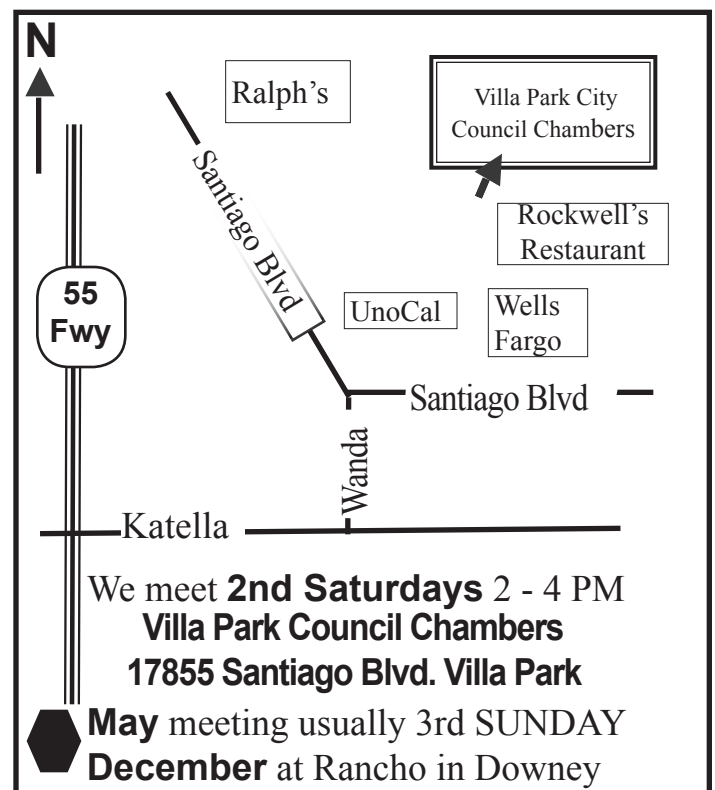 N
Ralph's
Villa Park City
Council Chambers
Santiago Blvd
Rockwell's
Restaurant
55
Fwy
UnoCal
Wells
Fargo
Santiago Blvd
Wanda
Katella
We meet 2nd Saturdays 2 - 4 PM
Villa Park Council Chambers
17855 Santiago Blvd. Villa Park
May meeting usually 3rd SUNDAY
December at Rancho in Downey